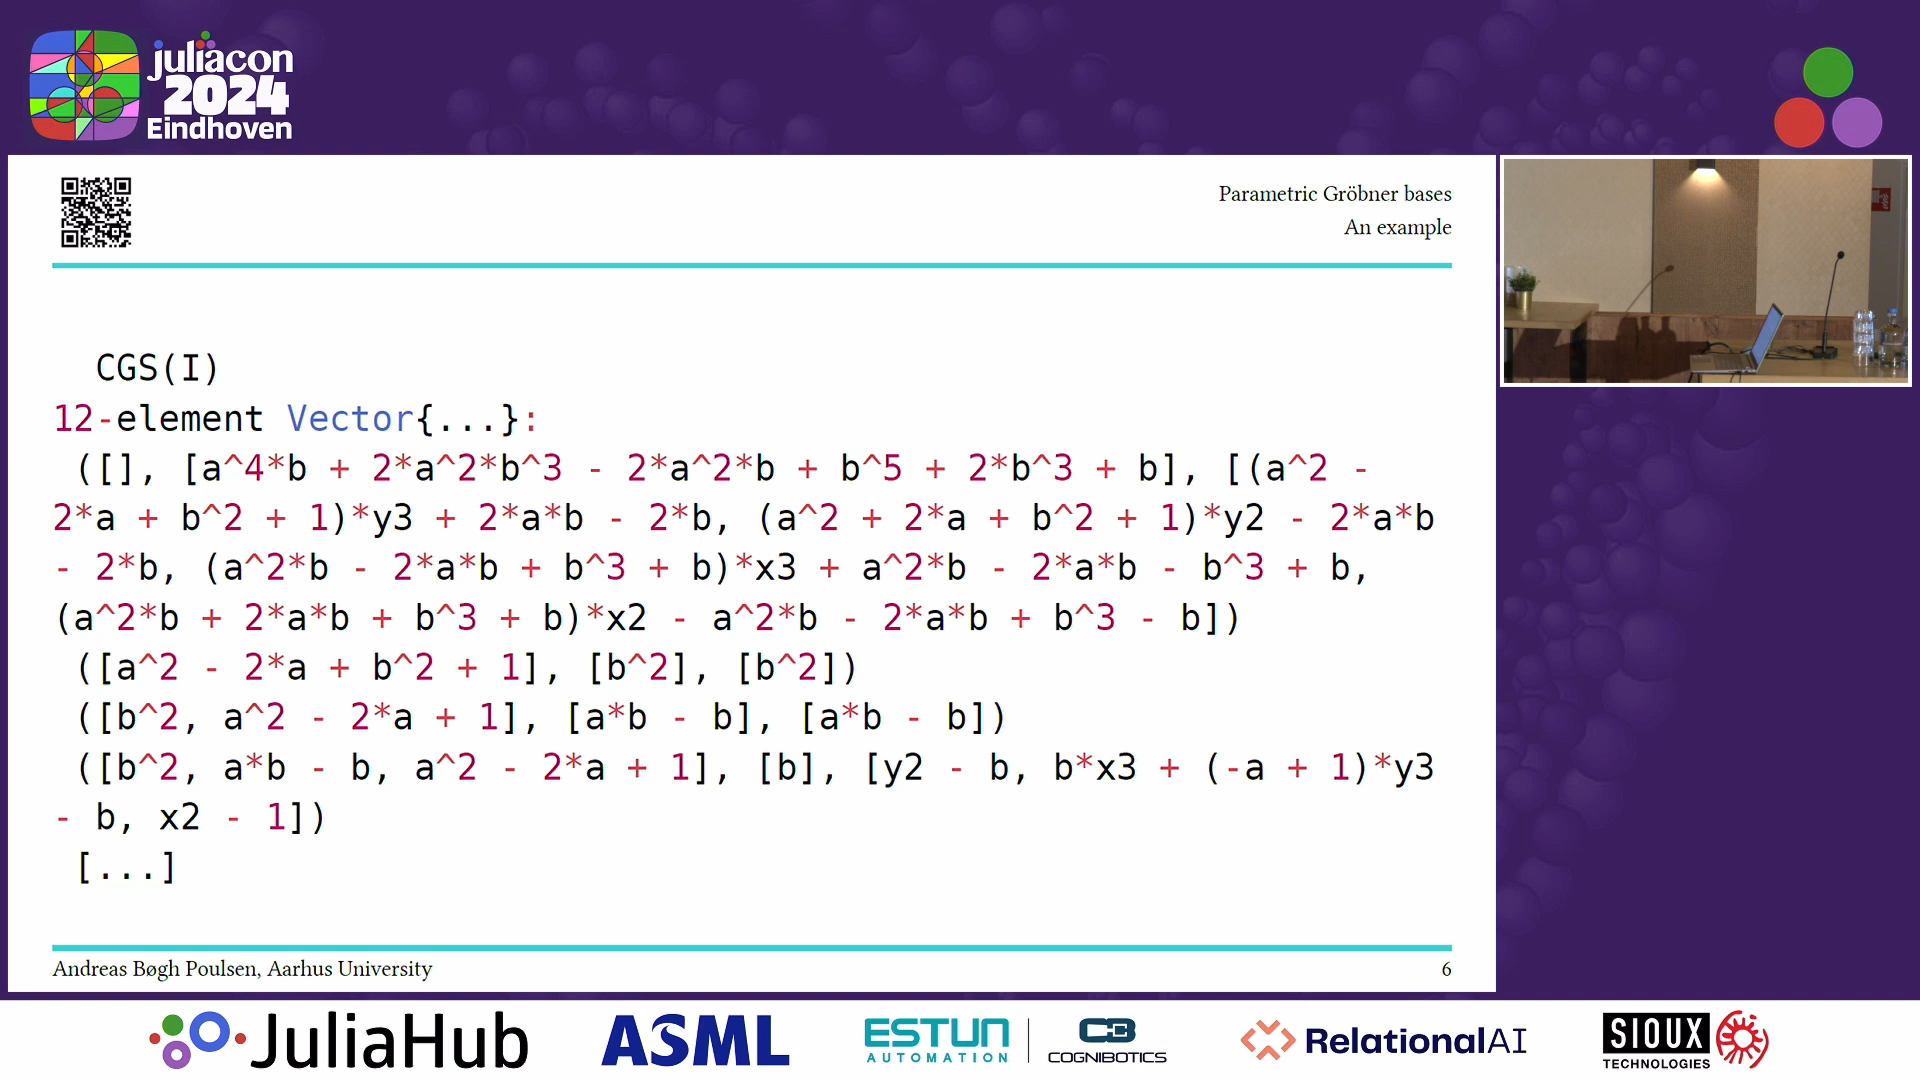 juliacon
2024
Eindhoven
Parametric Gröbner bases
An example
CGS(I)
12-element Vector{...}:
([], [a^4*b + 2*a^2*b^3 - 2*a^2*b + b^5 + 2*b^3 + b], [(a^2 -
2*a + b^2 + 1)*y3 + 2*a*b - 2*b, (a^2 + 2*a + b^2 + 1)*y2 - 2*a*b
- 2*b, (a^2*b - 2*a*b + b^3 + b)*x3 + a^2*b - 2*a*b - b^3 + b,
(a^2*b + 2*a*b + b^3 + b)*x2 - a^2*b - 2*a*b + b^3 - b])
([a^2 - 2*a + b^2 + 1], [b^2], [b^2])
([b^2, a^2 - 2*a + 1], [a*b - b], [a*b - b])
([b^2, a*b - b, a^2 - 2*a + 1], [b], [y2 - b, b*x3 + (-a + 1)*y3
- b, x2 - 1])
[...]
Andreas Bøgh Poulsen, Aarhus University
6
JuliaHub
ASML
ESTUN
AUTOMATION
COGNIBOTICS
RelationalAI
SIOUX
TECHNOLOGIES